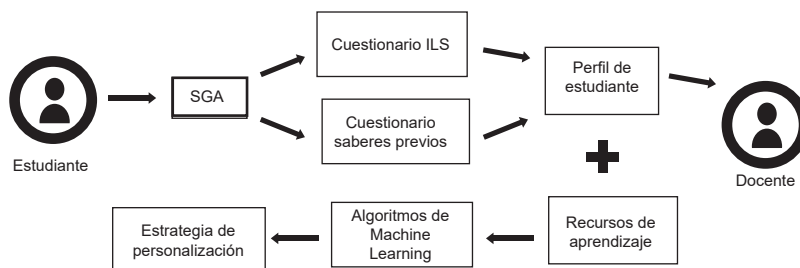 Estudiante
SGA
Cuestionario ILS
Cuestionario
saberes previos
Perfil de
estudiante
Docente
Recursos de
aprendizaje
Algoritmos de
Machine
Learning
Estrategia de
personalización